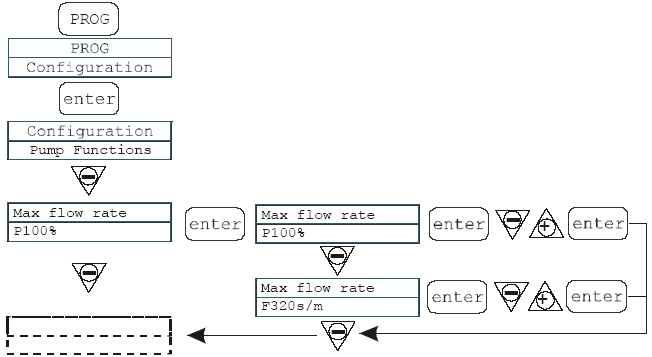 PROG
PROG
Configuration
enter
Configuration
Pump Functions
Max flow rate
P100%
enter
Max flow rate
P100%
enter
enter
Max flow rate
F320s/m
enter
enter